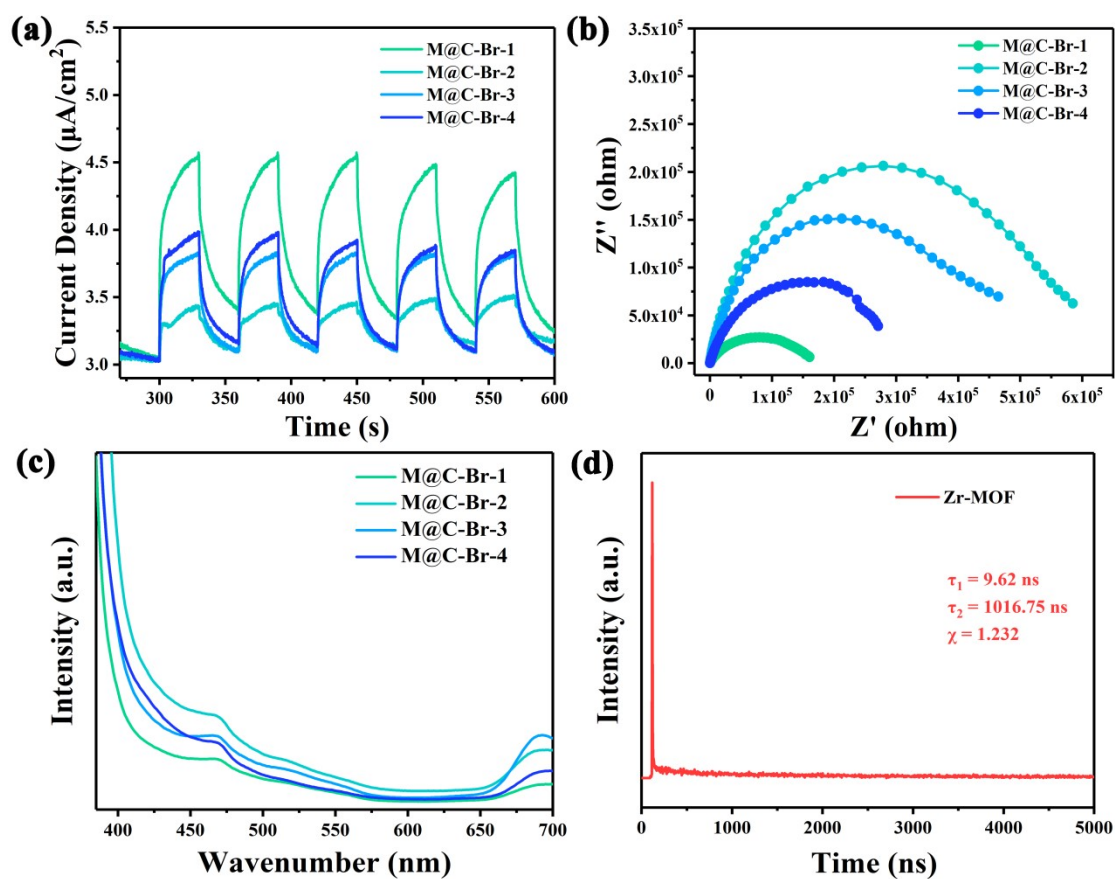 (a)
5.5
5.0
4.5
4.0
3.5
3.0
Current Density (μA/cm²)
M@C-Br-1
M@C-Br-2
M@C-Br-3
M@C-Br-4
300 350 400 450 500 550 600
Time (s)
(b)
3.5x10⁵
3.0x10⁵
2.5x10⁵
2.0x10⁵
1.5x10⁵
1.0x10⁵
5.0x10⁴
0.0
Z'' (ohm)
M@C-Br-1
M@C-Br-2
M@C-Br-3
M@C-Br-4
0 1x10⁵ 2x10⁵ 3x10⁵ 4x10⁵ 5x10⁵ 6x10⁵
Z' (ohm)
(c)
Intensity (a.u.)
M@C-Br-1
M@C-Br-2
M@C-Br-3
M@C-Br-4
400 450 500 550 600 650 700
Wavenumber (nm)
(d)
Intensity (a.u.)
Zr-MOF
τ₁ = 9.62 ns
τ₂ = 1016.75 ns
χ = 1.232
0 1000 2000 3000 4000 5000
Time (ns)